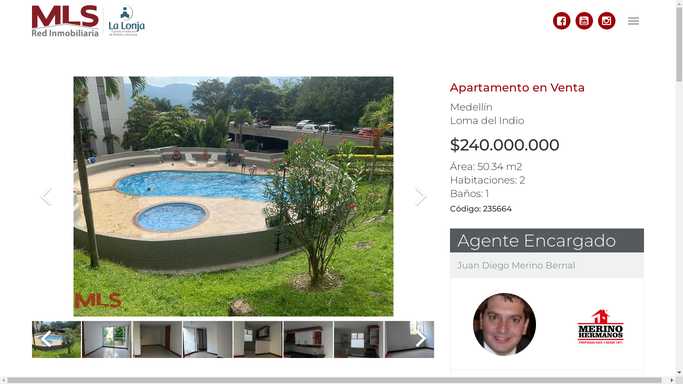 MLS
Red Inmobiliaria
La Lonja
Apartamento en Venta
Medellín
Loma del Indio
$240.000.000
Área: 50.34 m2
Habitaciones: 2
Baños: 1
Código: 235664
Agente Encargado
Juan Diego Merino Bernal
MLS
MERINO
HERMANOS